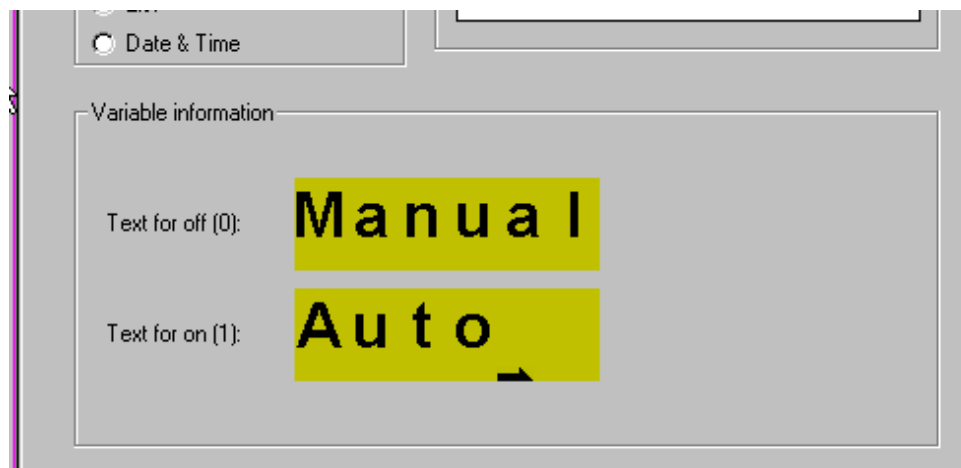 Date & Time
Variable information
Text for off (0):
Manual
Text for on (1):
Auto